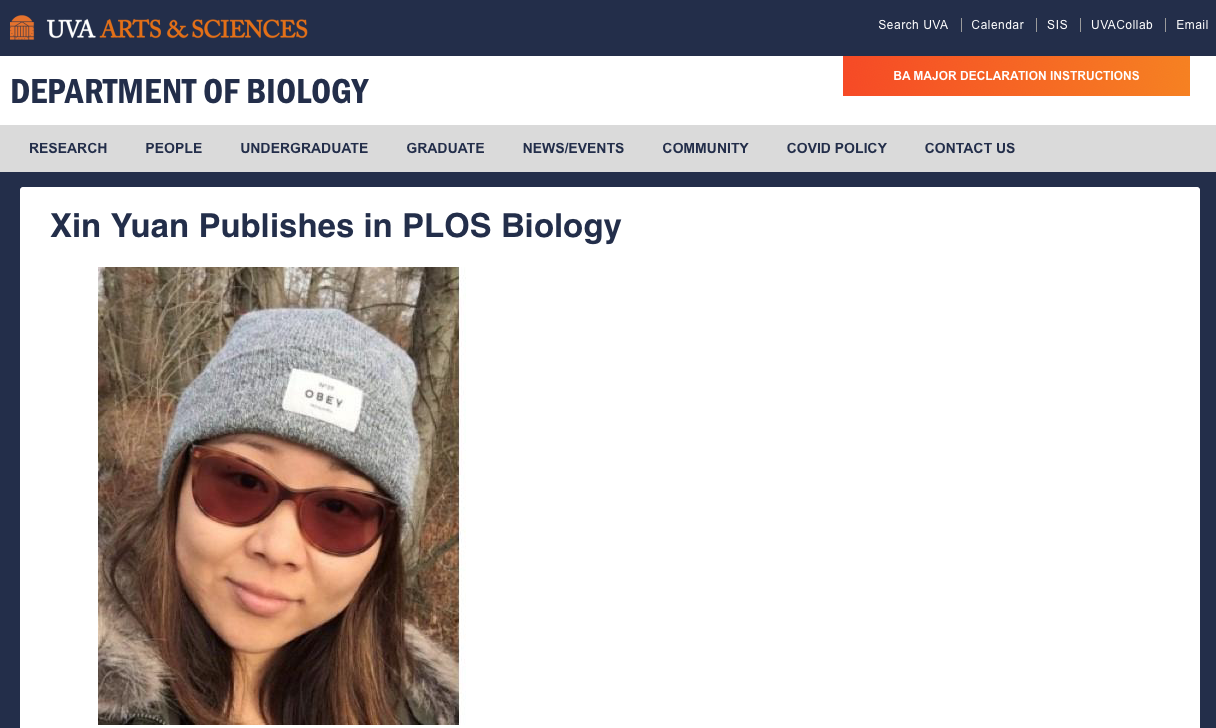 UVA ARTS & SCIENCES
Search UVA
Calendar
SIS
UVACollab
Email
DEPARTMENT OF BIOLOGY
BA MAJOR DECLARATION INSTRUCTIONS
RESEARCH
PEOPLE
UNDERGRADUATE
GRADUATE
NEWS/EVENTS
COMMUNITY
COVID POLICY
CONTACT US
Xin Yuan Publishes in PLOS Biology
OBEY